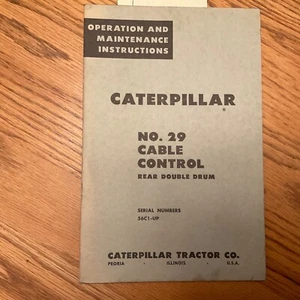 OPERATION AND
MAINTENANCE
INSTRUCTIONS
CATERPILLAR
NO. 29
CABLE
CONTROL
REAR DOUBLE DRUM
SERIAL NUMBERS
56C1-UP
CATERPILLAR TRACTOR CO.
PEORIA · ILLINOIS · U.S.A.